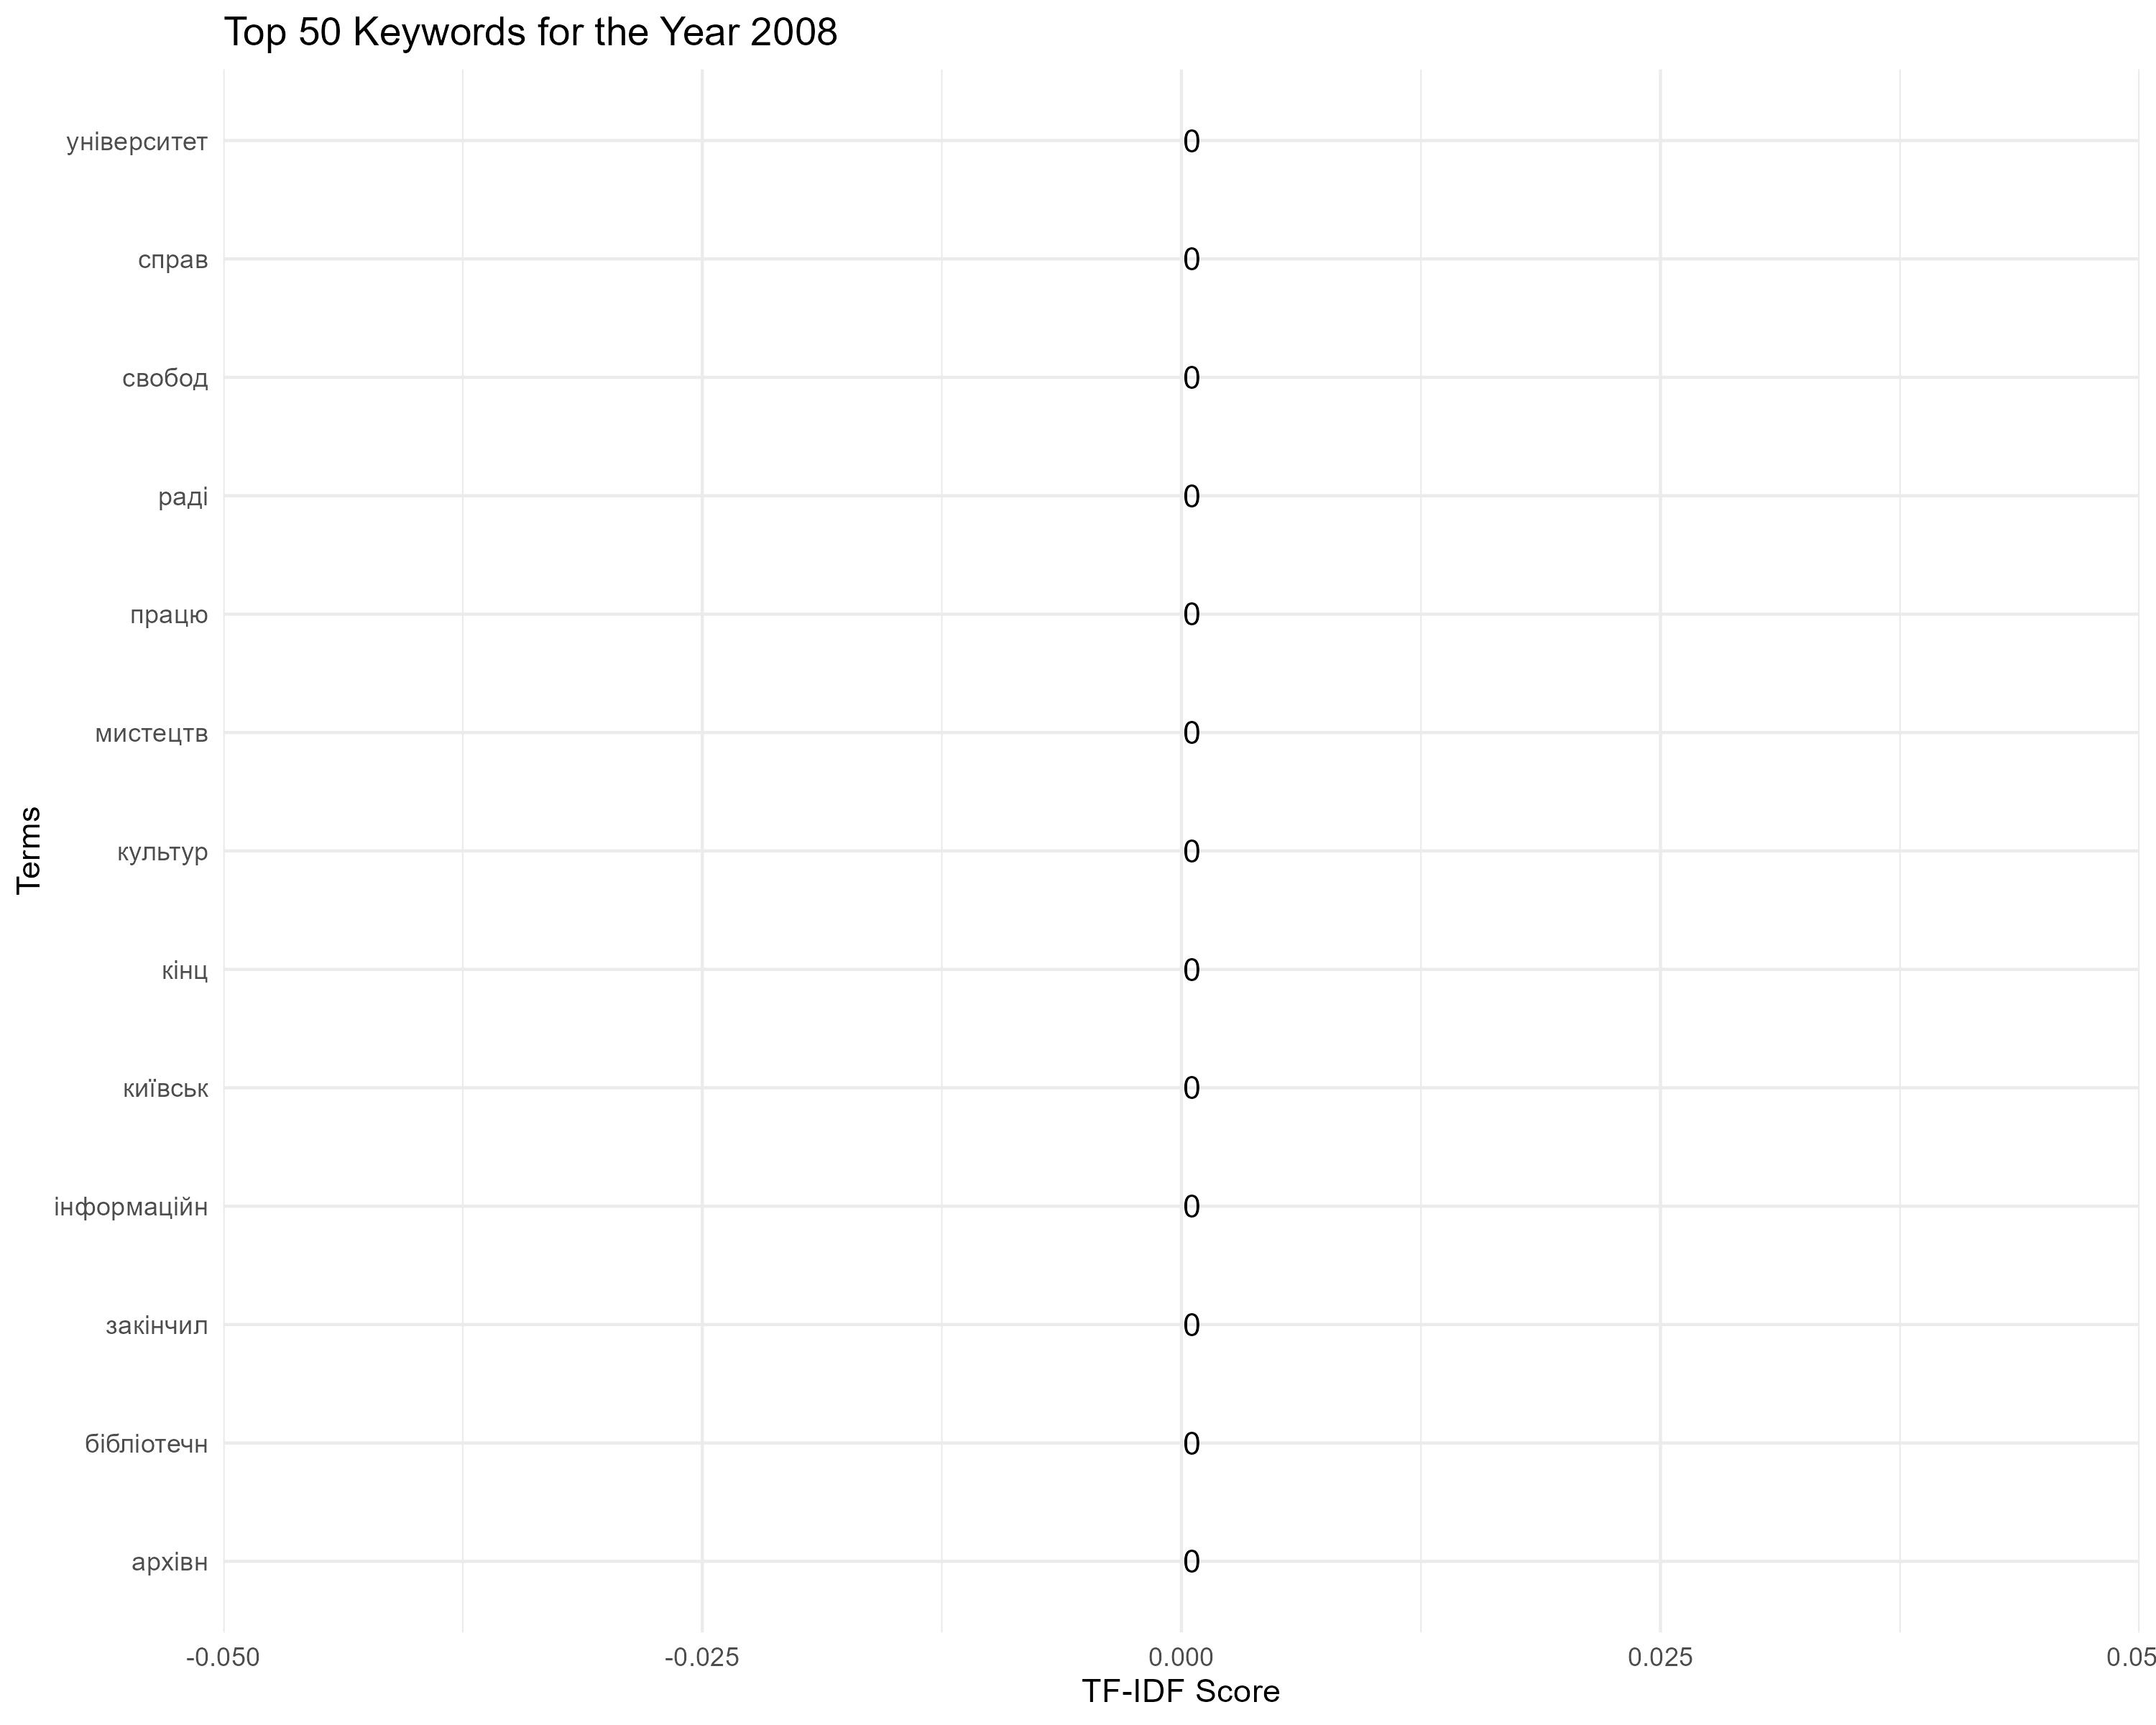 Top 50 Keywords for the Year 2008
університет 0
справ 0
свобод 0
раді 0
працю 0
мистецтв 0
культур 0
кінц 0
київськ 0
інформаційн 0
закінчил 0
бібліотечн 0
архівн 0
Terms
-0.050 -0.025 0.000 0.025 0.05
TF-IDF Score